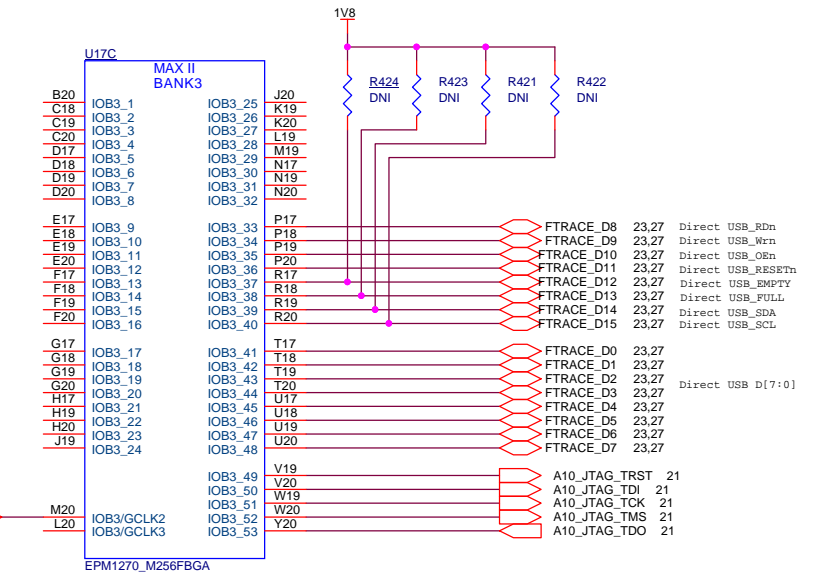 1V8
U17C
MAX II
BANK3
R424
DNI
R423
DNI
R421
DNI
R422
DNI
B20 IOB3_1 IOB3_25 J20
C18 IOB3_2 IOB3_26 K19
C19 IOB3_3 IOB3_27 K20
C20 IOB3_4 IOB3_28 L19
D17 IOB3_5 IOB3_29 M19
D18 IOB3_6 IOB3_30 N17
D19 IOB3_7 IOB3_31 N19
D20 IOB3_8 IOB3_32 N20
E17 IOB3_9 IOB3_33 P17 FTRACE_D8 23,27 Direct USB_RDn
E18 IOB3_10 IOB3_34 P18 FTRACE_D9 23,27 Direct USB_Wrn
E19 IOB3_11 IOB3_35 P19 FTRACE_D10 23,27 Direct USB_OEn
E20 IOB3_12 IOB3_36 P20 FTRACE_D11 23,27 Direct USB_RESETn
F17 IOB3_13 IOB3_37 R17 FTRACE_D12 23,27 Direct USB_EMPTY
F18 IOB3_14 IOB3_38 R18 FTRACE_D13 23,27 Direct USB_FULL
F19 IOB3_15 IOB3_39 R19 FTRACE_D14 23,27 Direct USB_SDA
F20 IOB3_16 IOB3_40 R20 FTRACE_D15 23,27 Direct USB_SCL
G17 IOB3_17 IOB3_41 T17 FTRACE_D0 23,27
G18 IOB3_18 IOB3_42 T18 FTRACE_D1 23,27
G19 IOB3_19 IOB3_43 T19 FTRACE_D2 23,27
Direct USB D[7:0]
G20 IOB3_20 IOB3_44 T20 FTRACE_D3 23,27
H17 IOB3_21 IOB3_45 U17 FTRACE_D4 23,27
H19 IOB3_22 IOB3_46 U18 FTRACE_D5 23,27
H20 IOB3_23 IOB3_47 U19 FTRACE_D6 23,27
J19 IOB3_24 IOB3_48 U20 FTRACE_D7 23,27
IOB3_49 V19 A10_JTAG_TRST 21
IOB3_50 V20 A10_JTAG_TDI 21
IOB3_51 W19 A10_JTAG_TCK 21
M20 IOB3/GCLK2 IOB3_52 W20 A10_JTAG_TMS 21
L20 IOB3/GCLK3 IOB3_53 Y20 A10_JTAG_TDO 21
EPM1270_M256FBGA